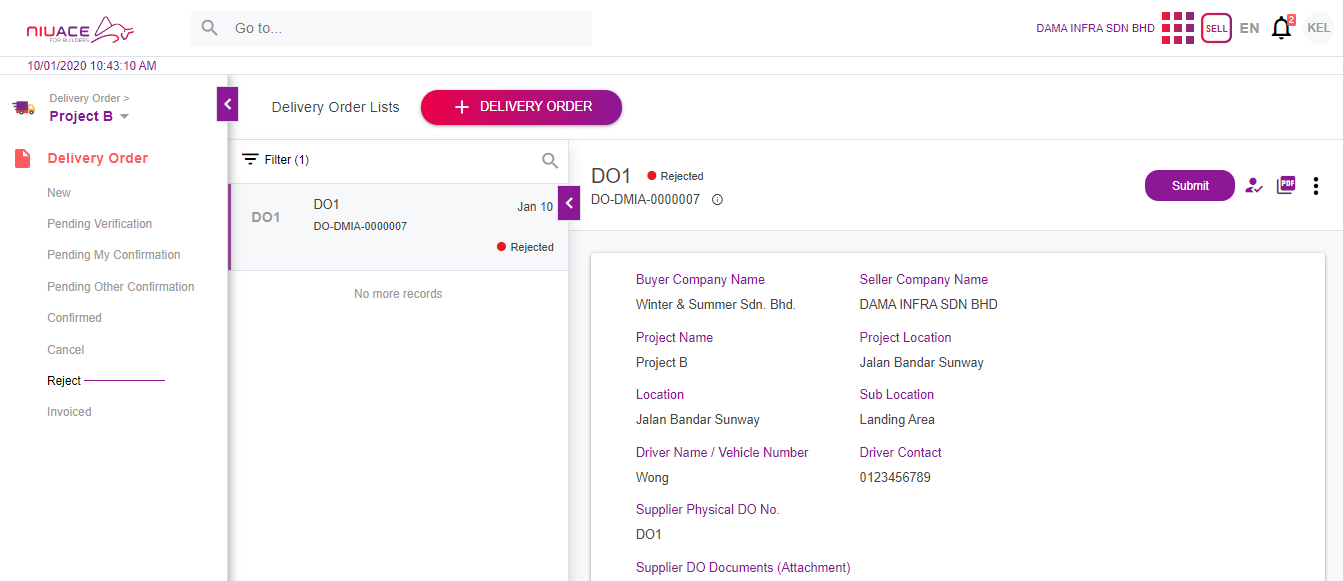 NIUACE
FOR BUILDERS
Go to...
DAMA INFRA SDN BHD
SELL
EN
2
KEL
10/01/2020 10:43:10 AM
Delivery Order >
Project B
Delivery Order
New
Pending Verification
Pending My Confirmation
Pending Other Confirmation
Confirmed
Cancel
Reject
Invoiced
Delivery Order Lists
+ DELIVERY ORDER
Filter (1)
DO1
DO1
Jan 10
DO-DMIA-0000007
Rejected
No more records
DO1
Rejected
DO-DMIA-0000007
Submit
PDF
Buyer Company Name
Winter & Summer Sdn. Bhd.
Seller Company Name
DAMA INFRA SDN BHD
Project Name
Project B
Project Location
Jalan Bandar Sunway
Location
Jalan Bandar Sunway
Sub Location
Landing Area
Driver Name / Vehicle Number
Wong
Driver Contact
0123456789
Supplier Physical DO No.
DO1
Supplier DO Documents (Attachment)